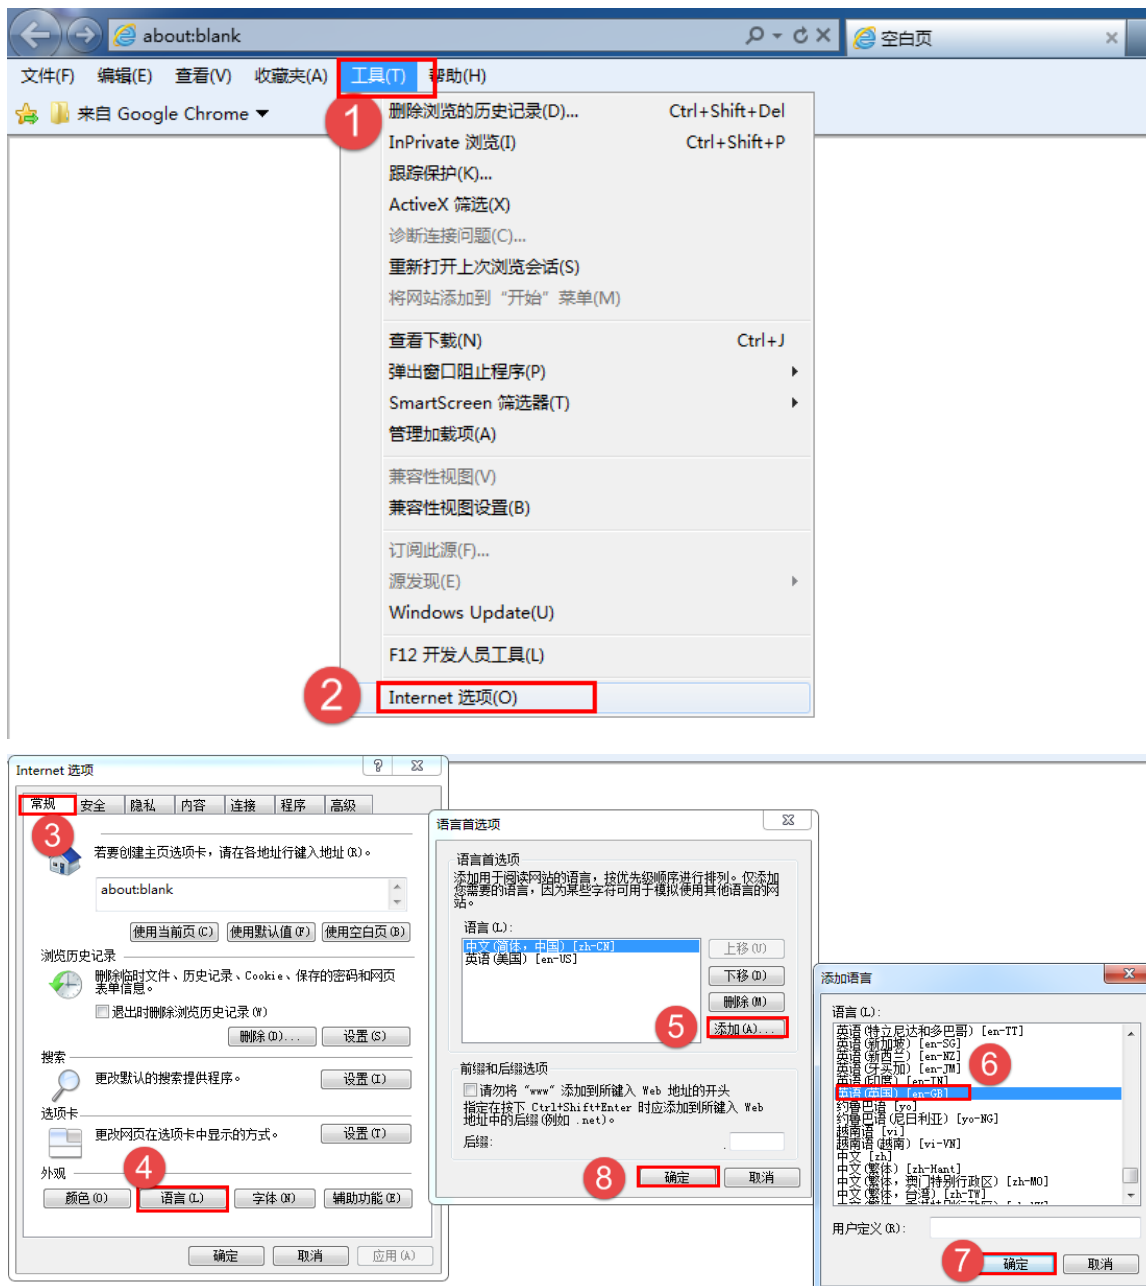 about:blank
空白页
文件(F) 编辑(E) 查看(V) 收藏夹(A) 工具(T) 帮助(H)
来自 Google Chrome
1
删除浏览的历史记录(D)... Ctrl+Shift+Del
InPrivate 浏览(I) Ctrl+Shift+P
跟踪保护(K)...
ActiveX 筛选(X)
诊断连接问题(C)...
重新打开上次浏览会话(S)
将网站添加到“开始”菜单(M)
查看下载(N) Ctrl+J
弹出窗口阻止程序(P)
SmartScreen 筛选器(T)
管理加载项(A)
兼容性视图(V)
兼容性视图设置(B)
订阅此源(F)...
源发现(E)
Windows Update(U)
F12 开发人员工具(L)
2
Internet 选项(O)
Internet 选项
常规 安全 隐私 内容 连接 程序 高级
3
若要创建主页选项卡，请在各地址行键入地址(R)。
about:blank
使用当前页(C) 使用默认值(F) 使用空白页(B)
浏览历史记录
删除临时文件、历史记录、Cookie、保存的密码和网页
表单信息。
退出时删除浏览历史记录(W)
删除(D)... 设置(S)
搜索
更改默认的搜索提供程序。 设置(I)
选项卡
更改网页在选项卡中显示的方式。 设置(T)
外观
4
颜色(O) 语言(L) 字体(N) 辅助功能(E)
确定 取消 应用(A)
语言首选项
语言首选项
添加用于阅读网站的语言，按优先级顺序进行排列。仅添加
您需要的语言，因为某些字符可用于模拟使用其他语言的网
站。
语言(L):
中文(简体，中国) [zh-CN]
英语(美国) [en-US]
上移(U)
下移(D)
删除(M)
5
添加(A)...
前缀和后缀选项
请勿将 “www” 添加到所键入 Web 地址的开头
指定在按下 Ctrl+Shift+Enter 时应添加到所键入 Web
地址中的后缀(例如 .net)。
后缀: .
8
确定 取消
添加语言
语言(L):
英语(特立尼达和多巴哥) [en-TT]
英语(新加坡) [en-SG]
英语(新西兰) [en-NZ]
英语(牙买加) [en-JM]
英语(印度) [en-IN]
6
英语(英国) [en-GB]
约鲁巴语 [yo]
约鲁巴语(尼日利亚) [yo-NG]
越南语 [vi]
越南语(越南) [vi-VN]
中文 [zh]
中文(繁体) [zh-Hant]
中文(繁体，澳门特别行政区) [zh-MO]
中文(繁体，台湾) [zh-TW]
用户定义(R):
7
确定 取消